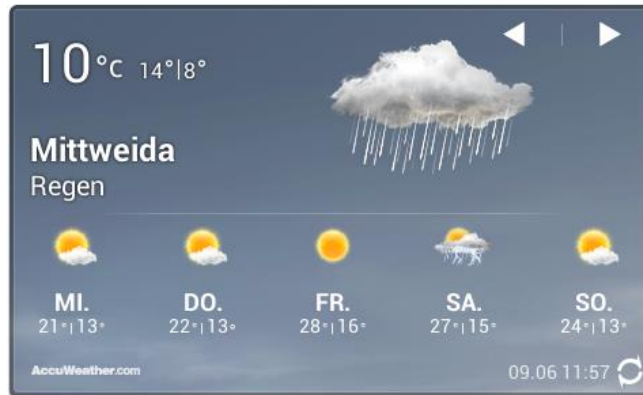 10°C 14°|8°
Mittweida
Regen
MI. DO. FR. SA. SO.
21°|13° 22°|13° 28°|16° 27°|15° 24°|13°
AccuWeather.com 09.06 11:57